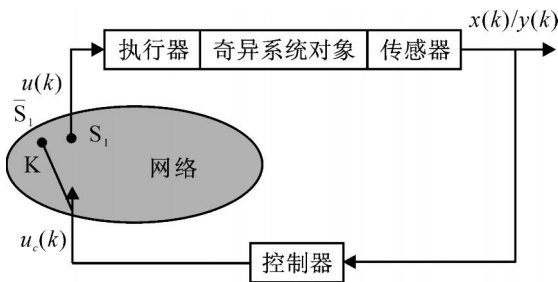 x(k)/y(k)
执行器 奇异系统对象 传感器
u(k)
S̅₁
S₁
K
网络
u_c(k)
控制器